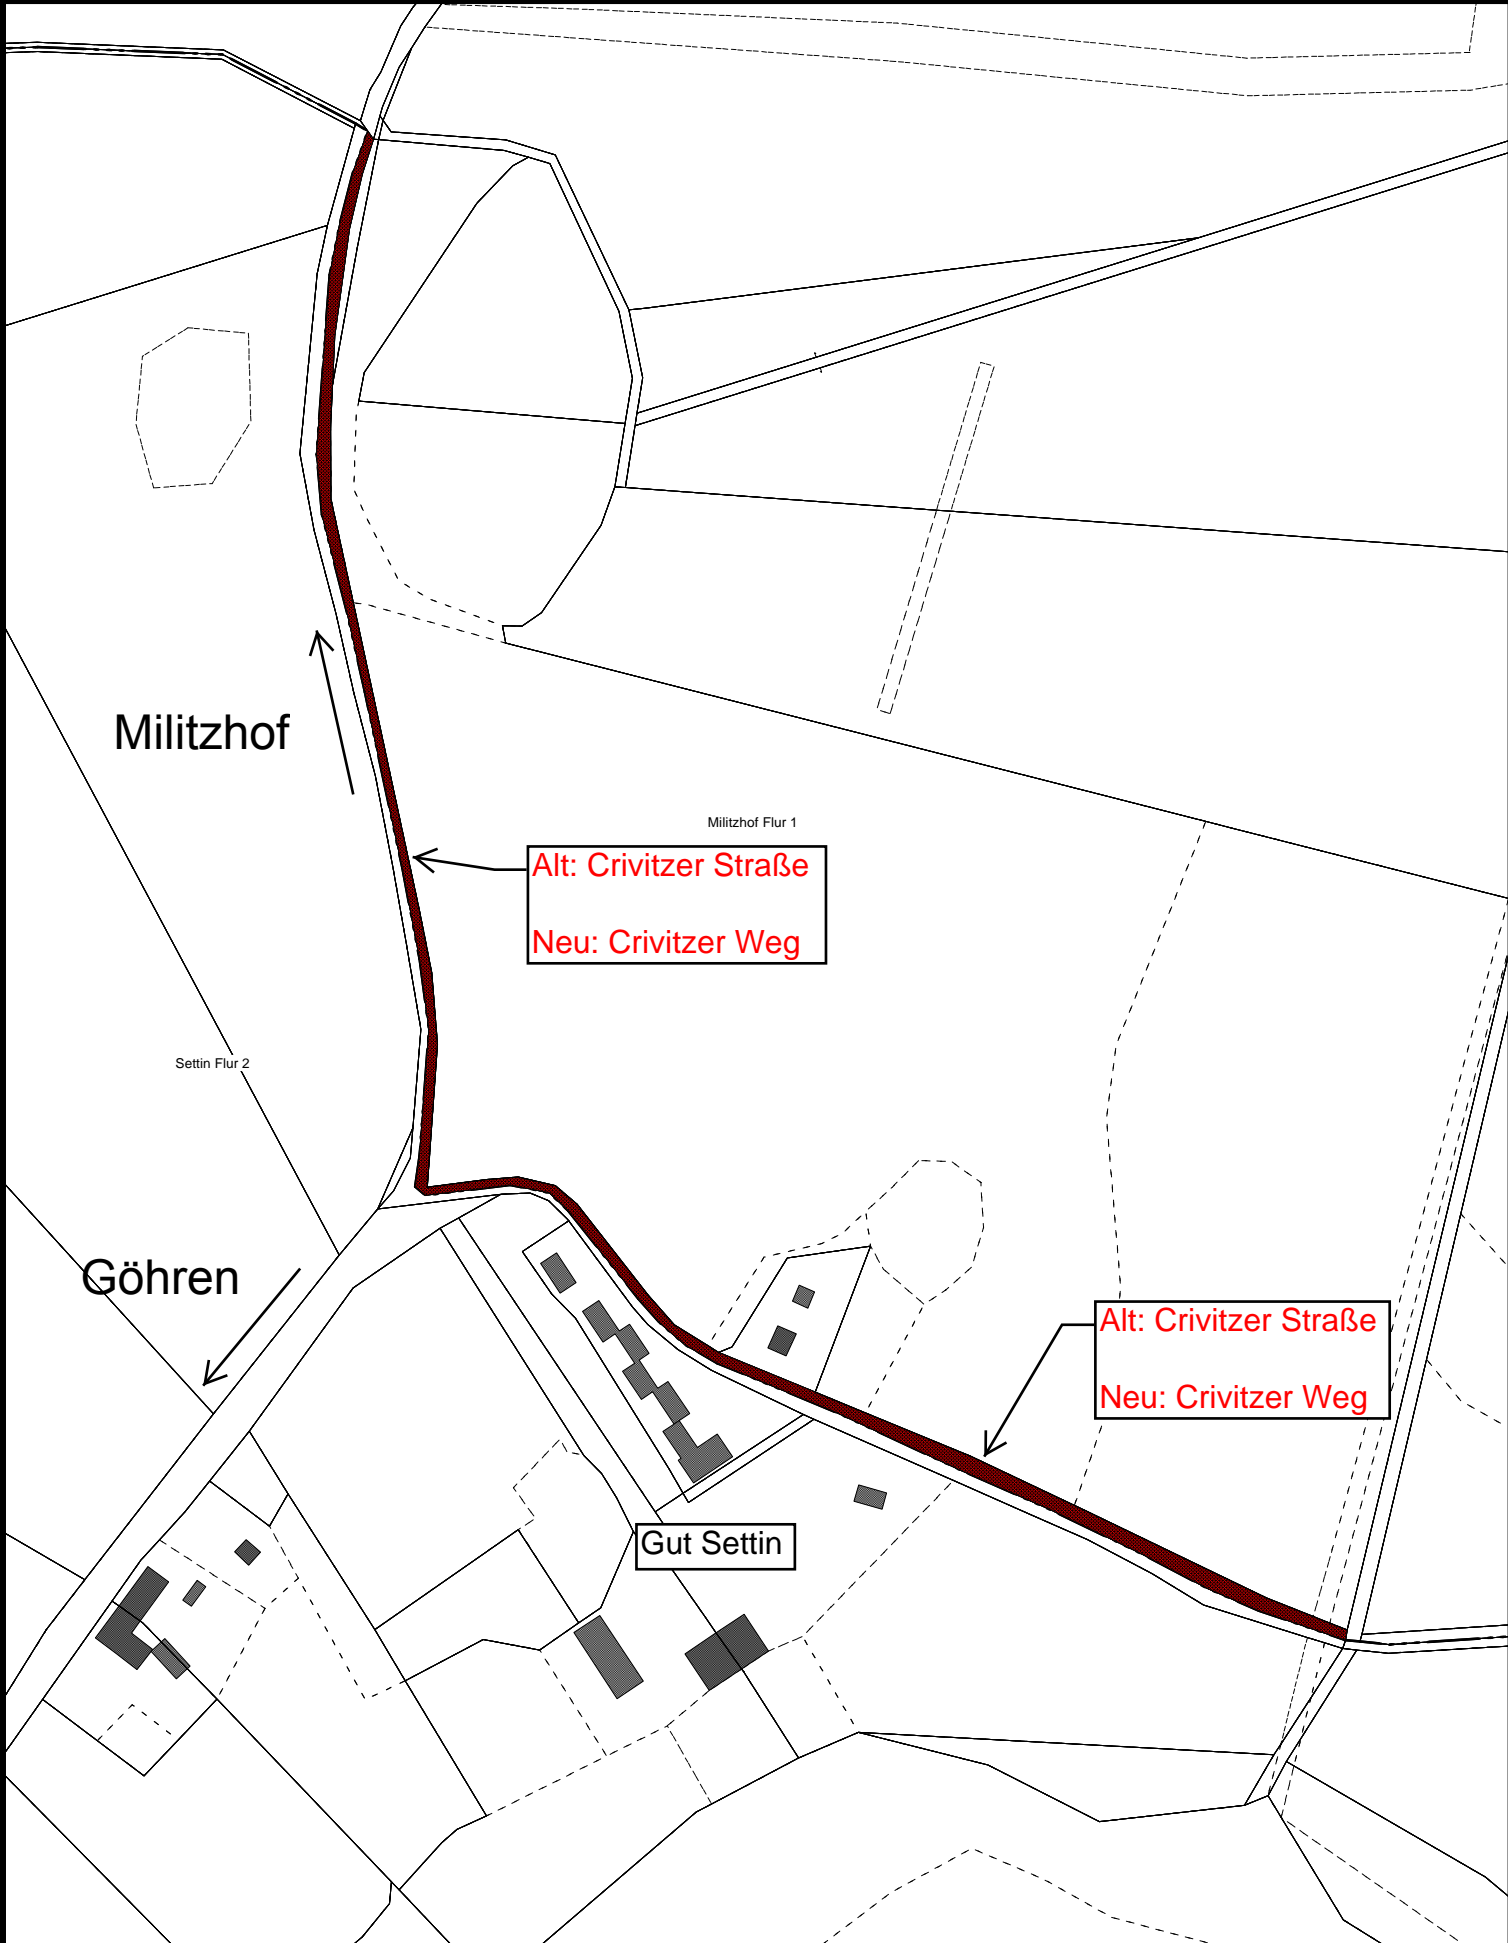 Militzhof
Militzhof Flur 1
Alt: Crivitzer Straße
Neu: Crivitzer Weg
Settin Flur 2
Göhren
Alt: Crivitzer Straße
Neu: Crivitzer Weg
Gut Settin